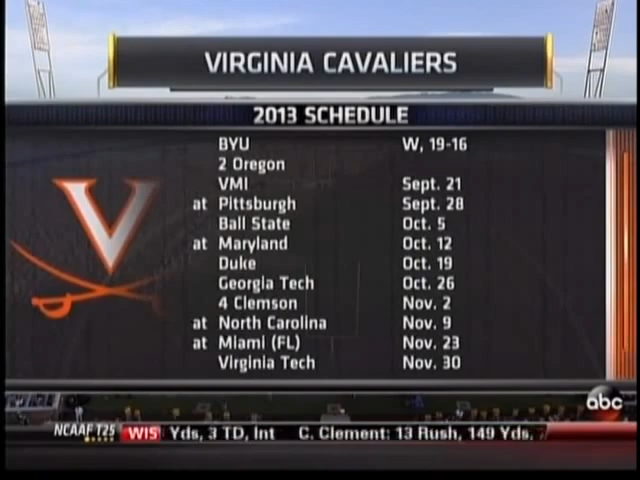 VIRGINIA CAVALIERS
2013 SCHEDULE
BYU W, 19-16
2 Oregon
VMI Sept. 21
at Pittsburgh Sept. 28
Ball State Oct. 5
at Maryland Oct. 12
Duke Oct. 19
Georgia Tech Oct. 26
4 Clemson Nov. 2
at North Carolina Nov. 9
at Miami (FL) Nov. 23
Virginia Tech Nov. 30
abc
NCAAF T25 WIS Yds, 3 TD, Int C. Clement: 13 Rush, 149 Yds,